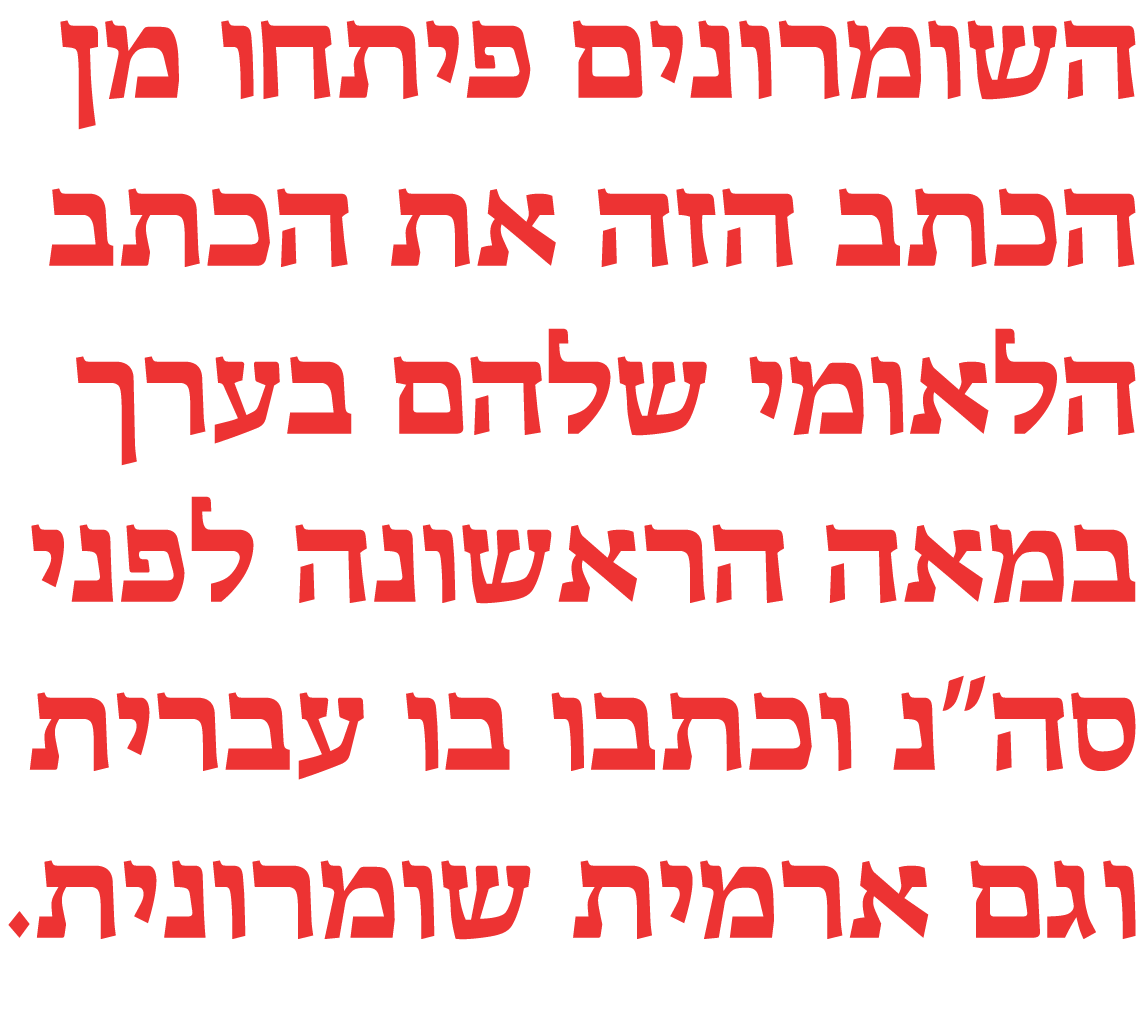 השומרונים פיתחו מן
הכתב הזה את הכתב
הלאומי שלהם בערך
במאה הראשונה לפני
סה״נ וכתבו בו עברית
וגם ארמית שומרונית.